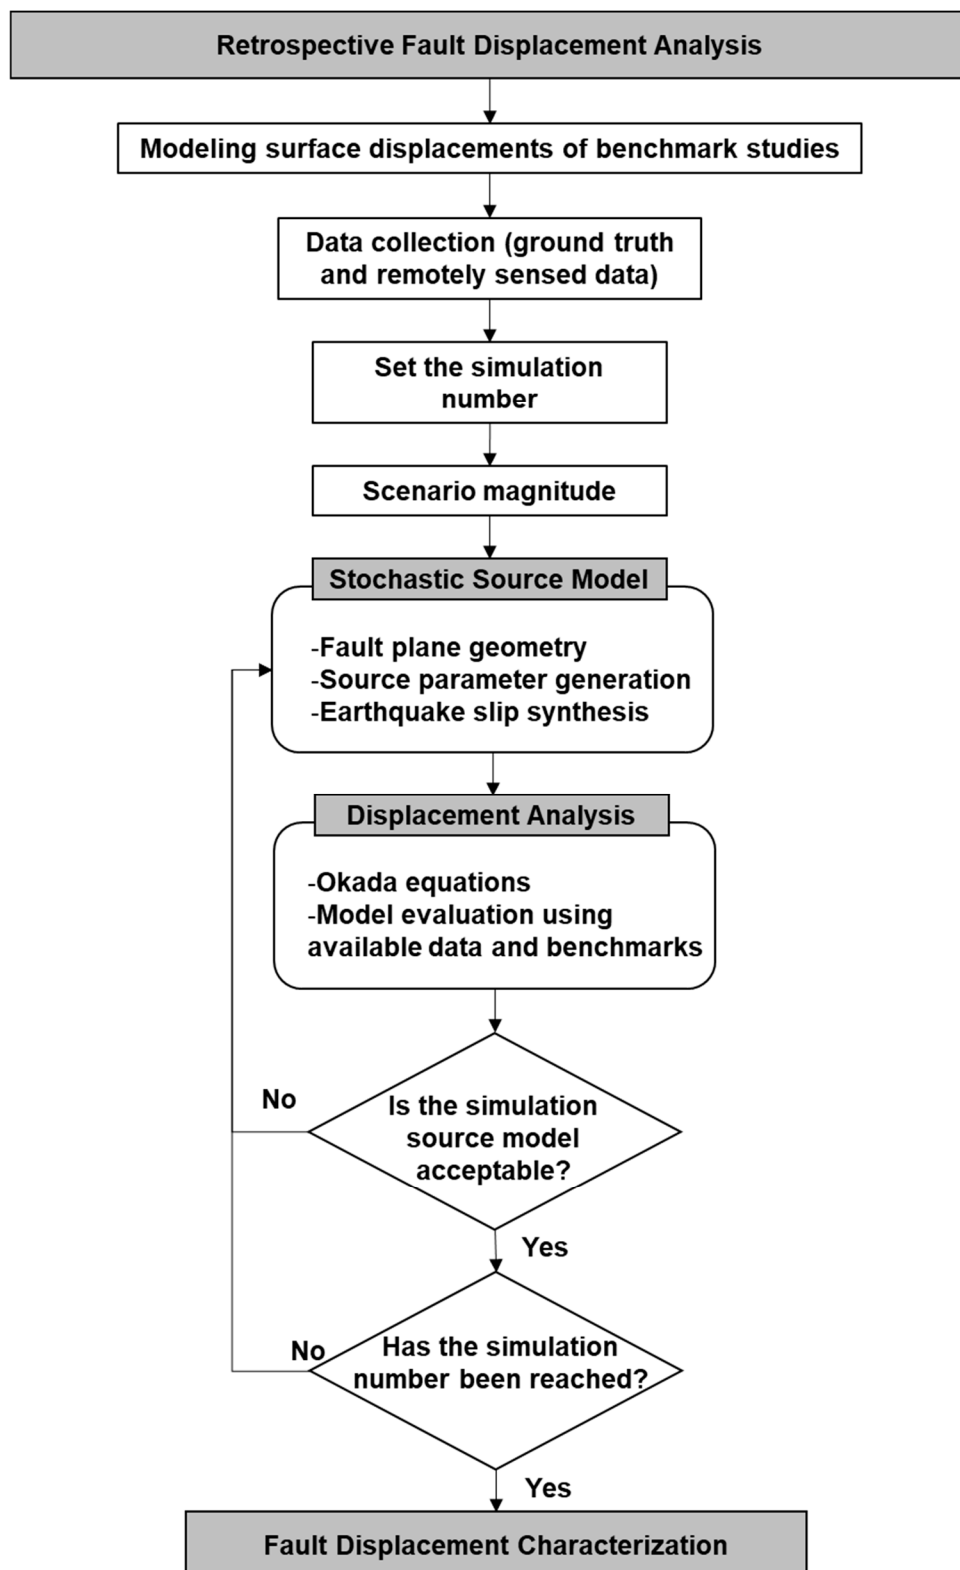 Retrospective Fault Displacement Analysis
Modeling surface displacements of benchmark studies
Data collection (ground truth
and remotely sensed data)
Set the simulation
number
Scenario magnitude
Stochastic Source Model
-Fault plane geometry
-Source parameter generation
-Earthquake slip synthesis
Displacement Analysis
-Okada equations
-Model evaluation using
available data and benchmarks
No
Is the simulation
source model
acceptable?
Yes
No
Has the simulation
number been reached?
Yes
Fault Displacement Characterization